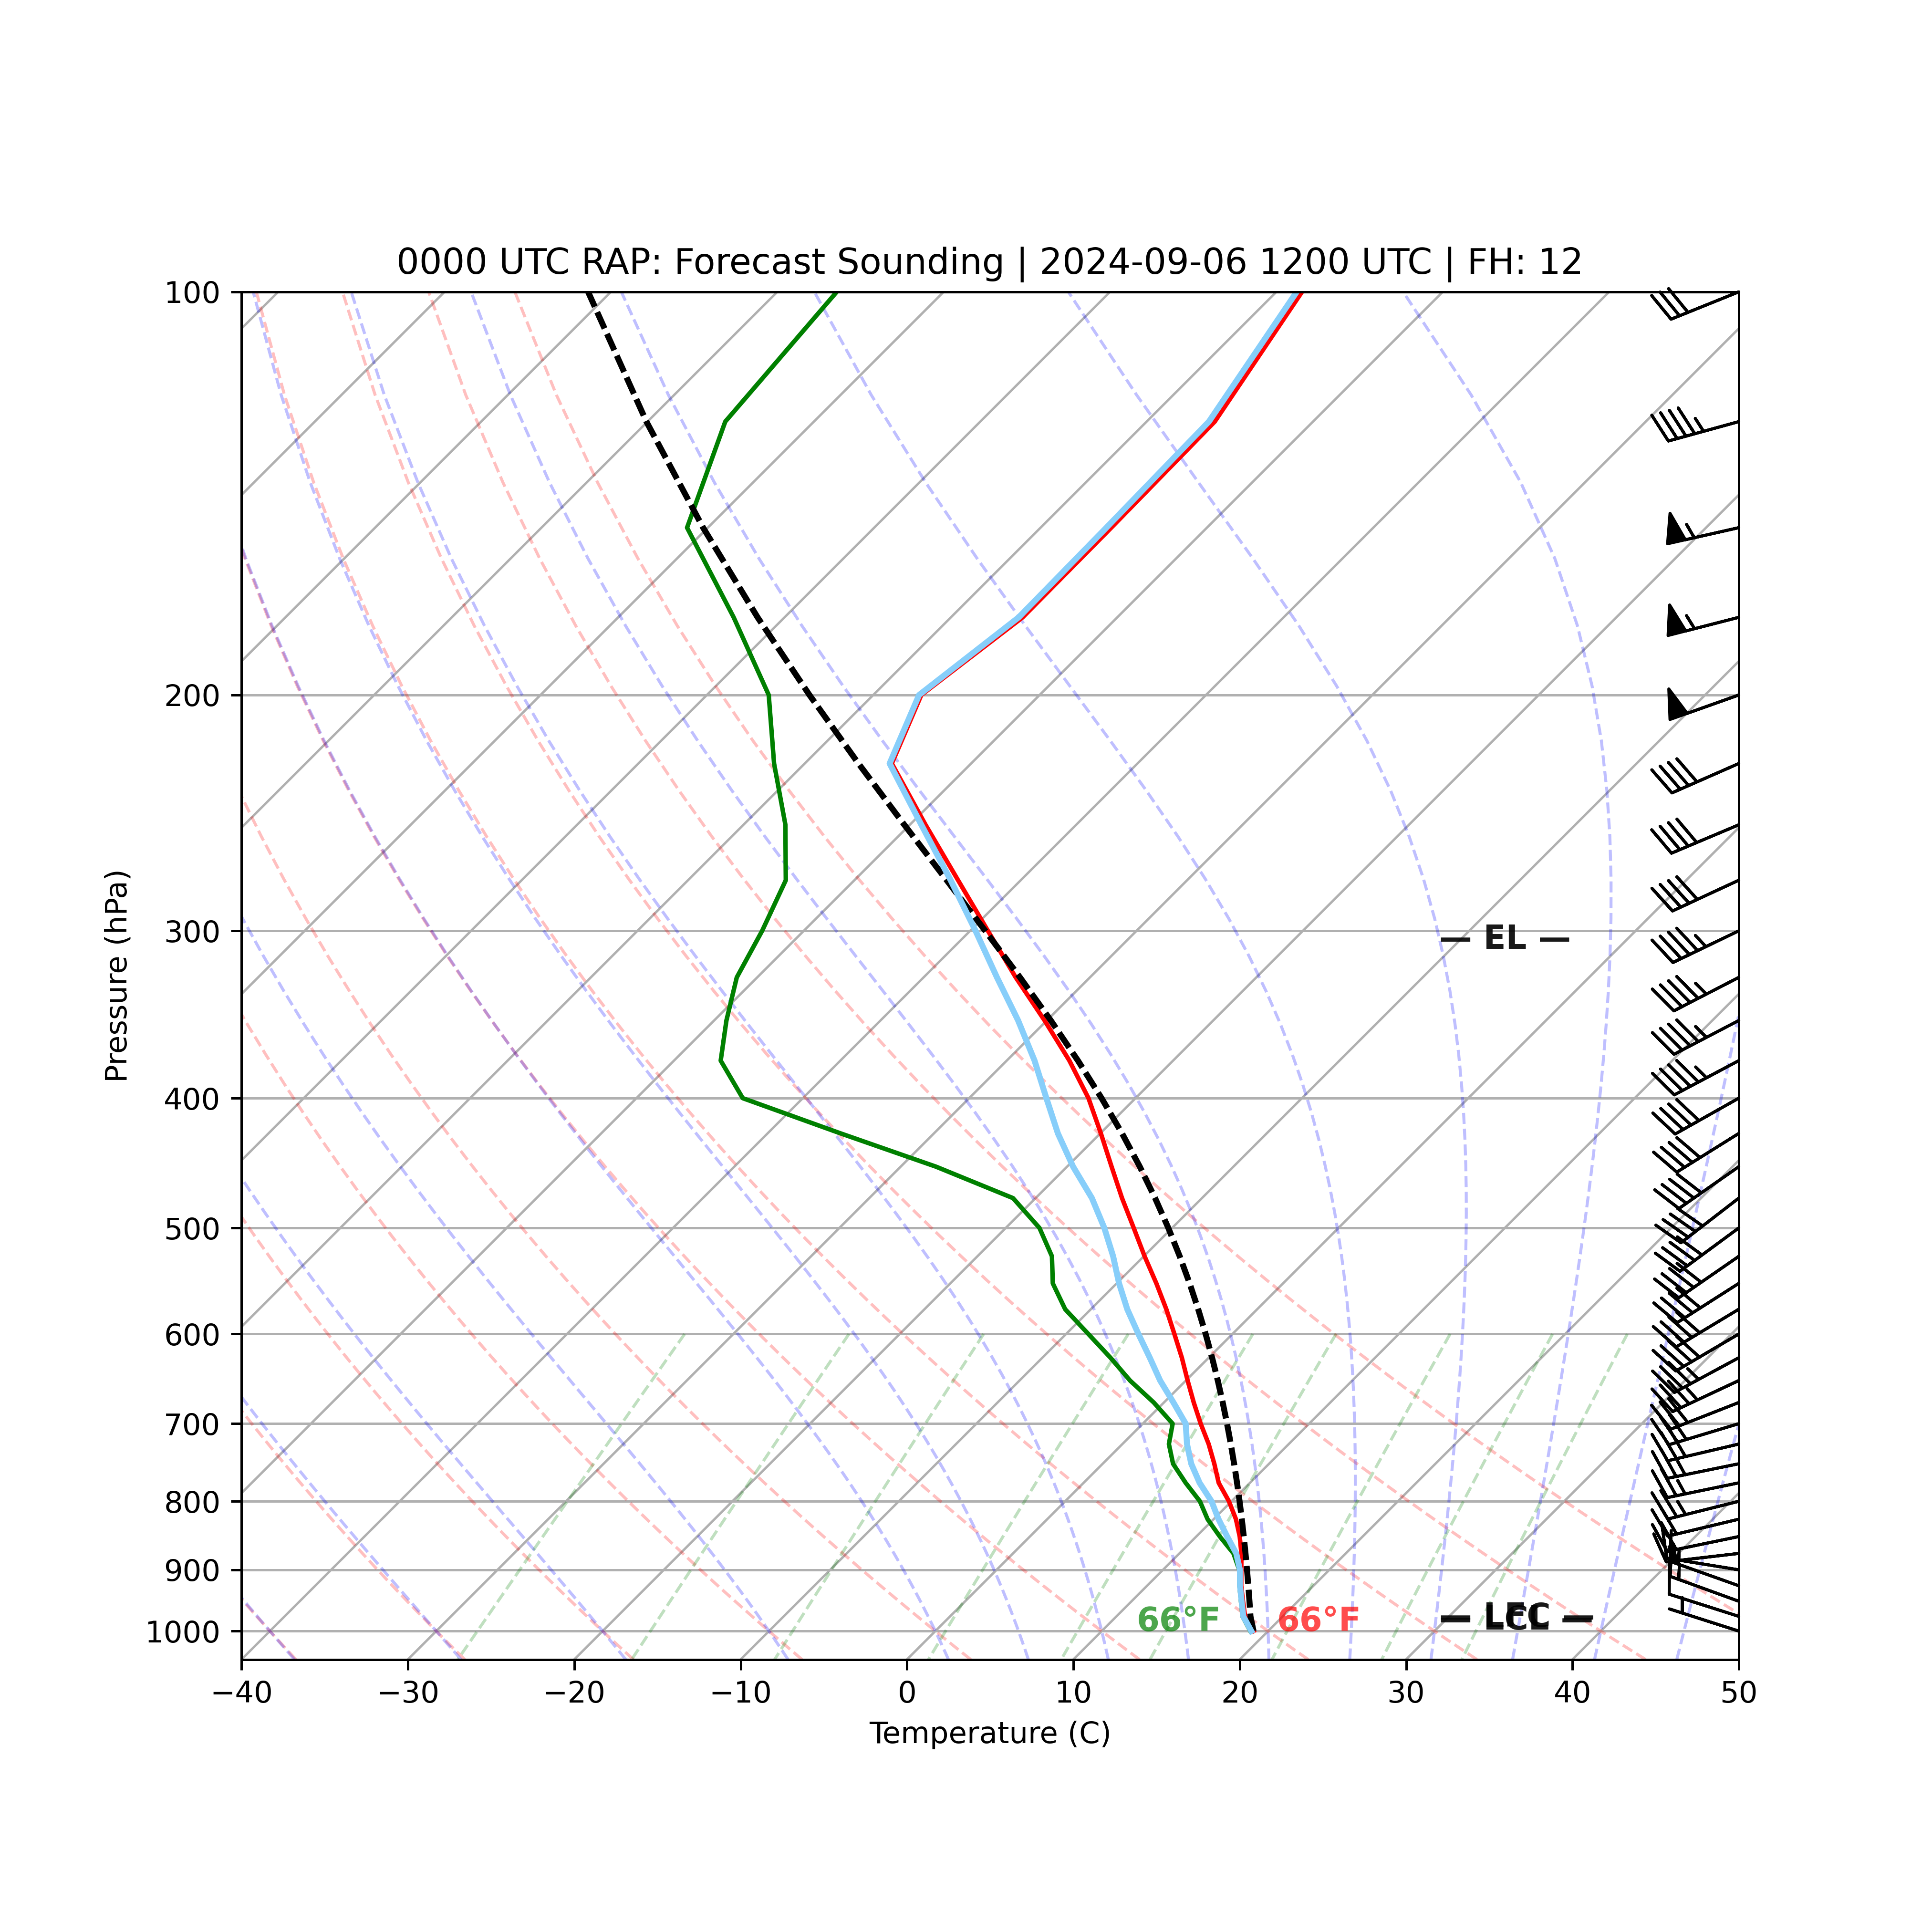 0000 UTC RAP: Forecast Sounding | 2024-09-06 1200 UTC | FH: 12
100
200
300
400
500
600
700
800
900
1000
Pressure (hPa)
— EL —
66°F 66°F
−40 −30 −20 −10 0 10 20 30 40 50
Temperature (C)